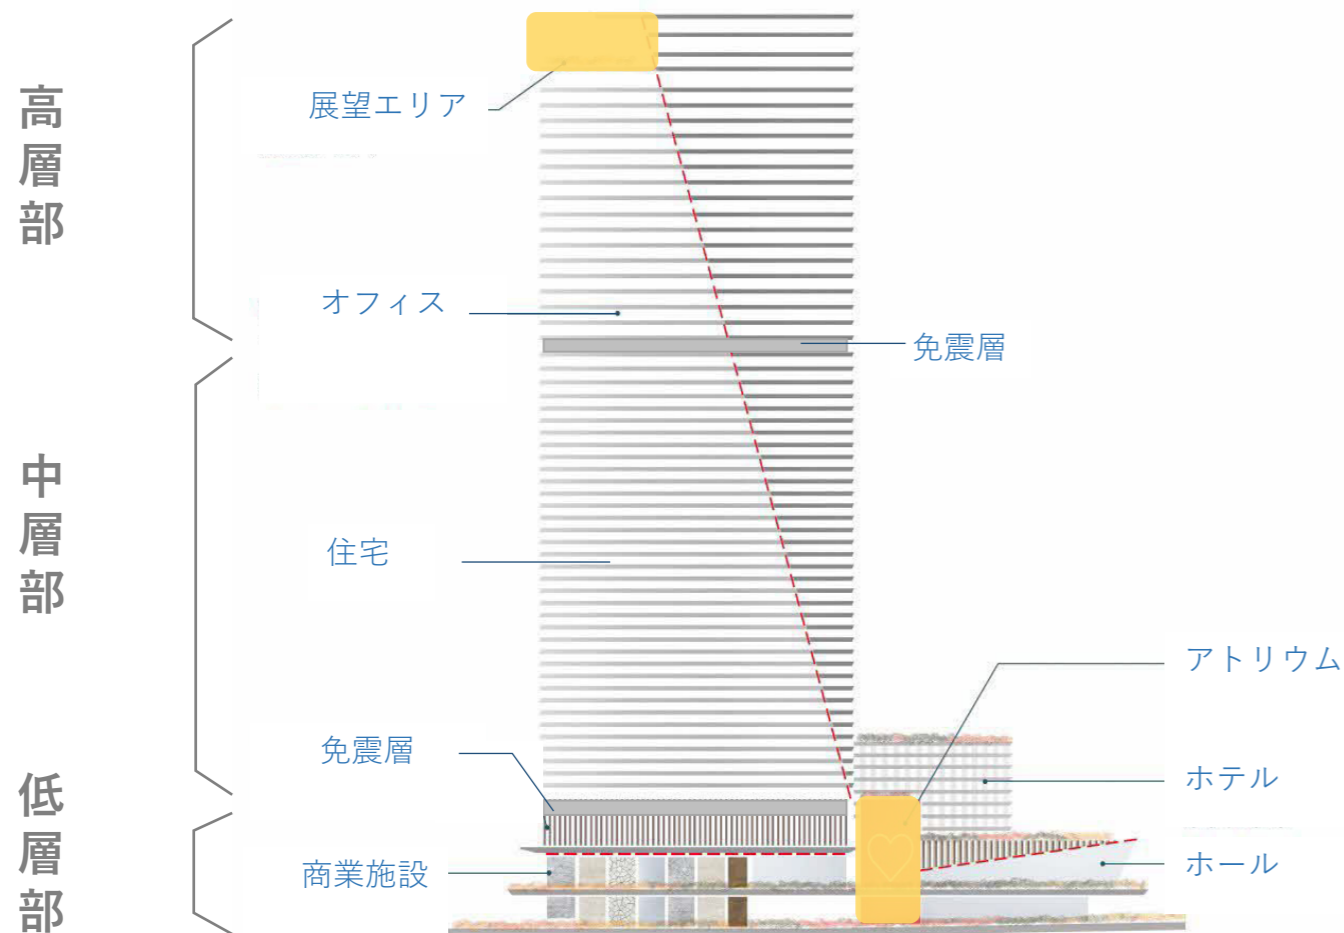 高層部
展望エリア
オフィス
免震層
中層部
住宅
アトリウム
免震層
ホテル
低層部
商業施設
ホール